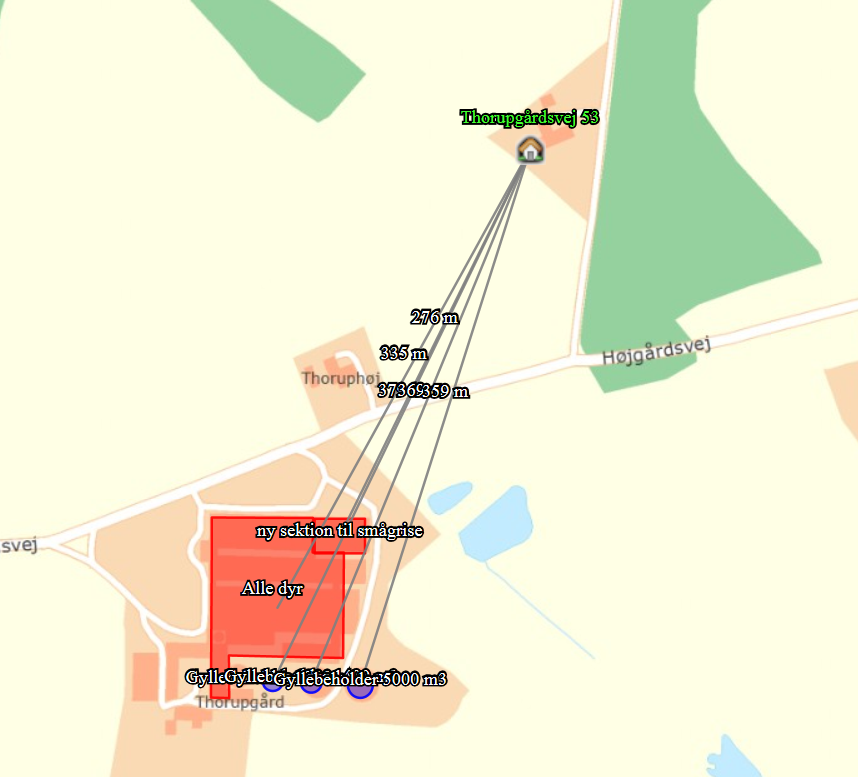 Thorupgårdsvej 53
276 m
335 m
359 m
Højgårdsvej
Thoruphøj
ny sektion til smågrise
svej
Alle dyr
Gyllebeholder 5000 m3
Thorupgård